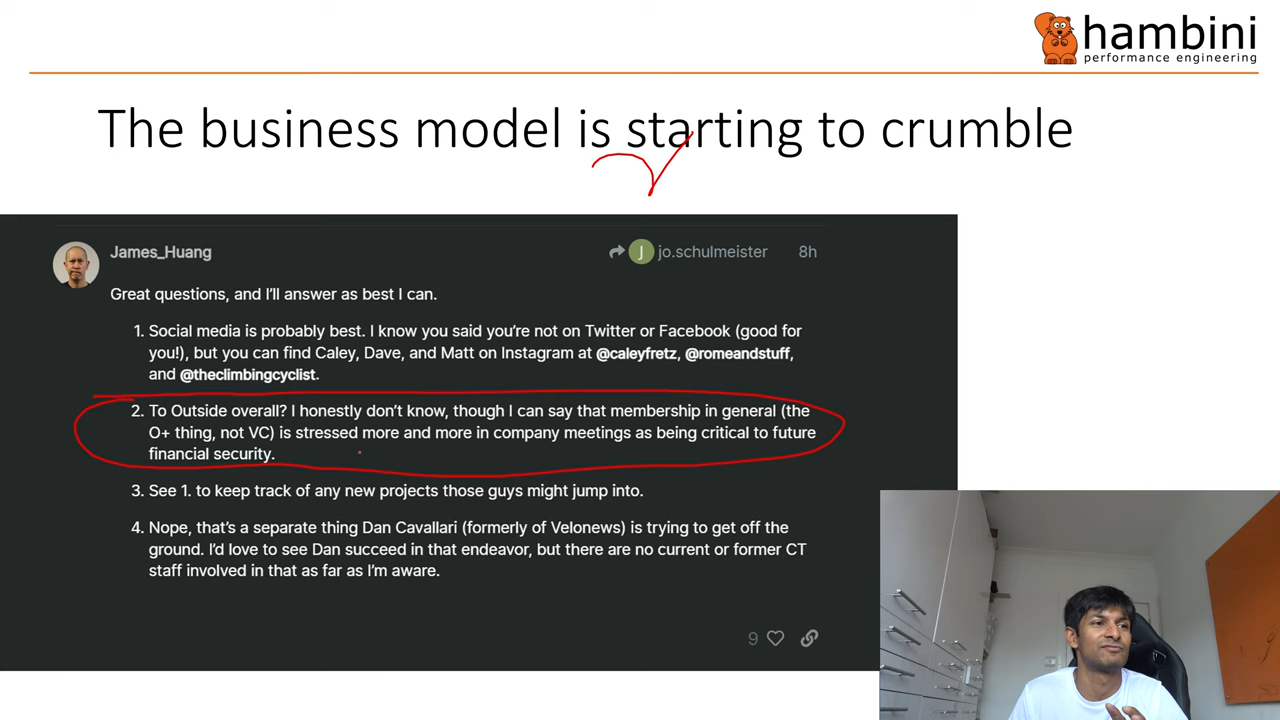 hambini
performance engineering
The business model is starting to crumble
James_Huang
J jo.schulmeister 8h
Great questions, and I'll answer as best I can.
1. Social media is probably best. I know you said you're not on Twitter or Facebook (good for
you!), but you can find Caley, Dave, and Matt on Instagram at @caleyfretz, @romeandstuff,
and @theclimbingcyclist.
2. To Outside overall? I honestly don't know, though I can say that membership in general (the
O+ thing, not VC) is stressed more and more in company meetings as being critical to future
financial security.
3. See 1. to keep track of any new projects those guys might jump into.
4. Nope, that's a separate thing Dan Cavallari (formerly of Velonews) is trying to get off the
ground. I'd love to see Dan succeed in that endeavor, but there are no current or former CT
staff involved in that as far as I'm aware.
9